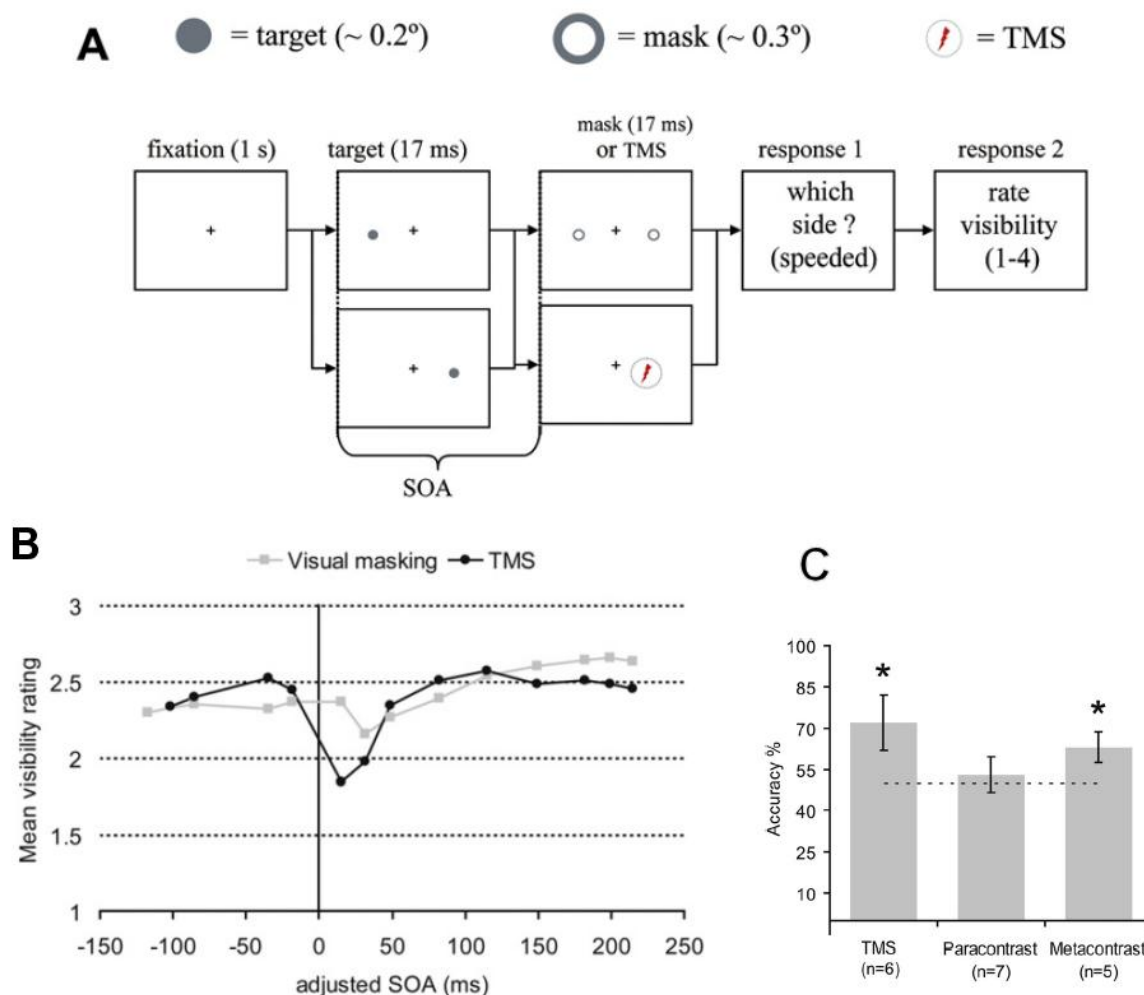 A
= target (~ 0.2º)
= mask (~ 0.3º)
= TMS
fixation (1 s)
target (17 ms)
mask (17 ms)
or TMS
response 1
response 2
which
side ?
(speeded)
rate
visibility
(1-4)
SOA
B
Visual masking
TMS
Mean visibility rating
3
2.5
2
1.5
1
-150
-100
-50
0
50
100
150
200
250
adjusted SOA (ms)
C
Accuracy %
100
85
70
55
40
25
10
*
*
TMS
(n=6)
Paracontrast
(n=7)
Metacontrast
(n=5)